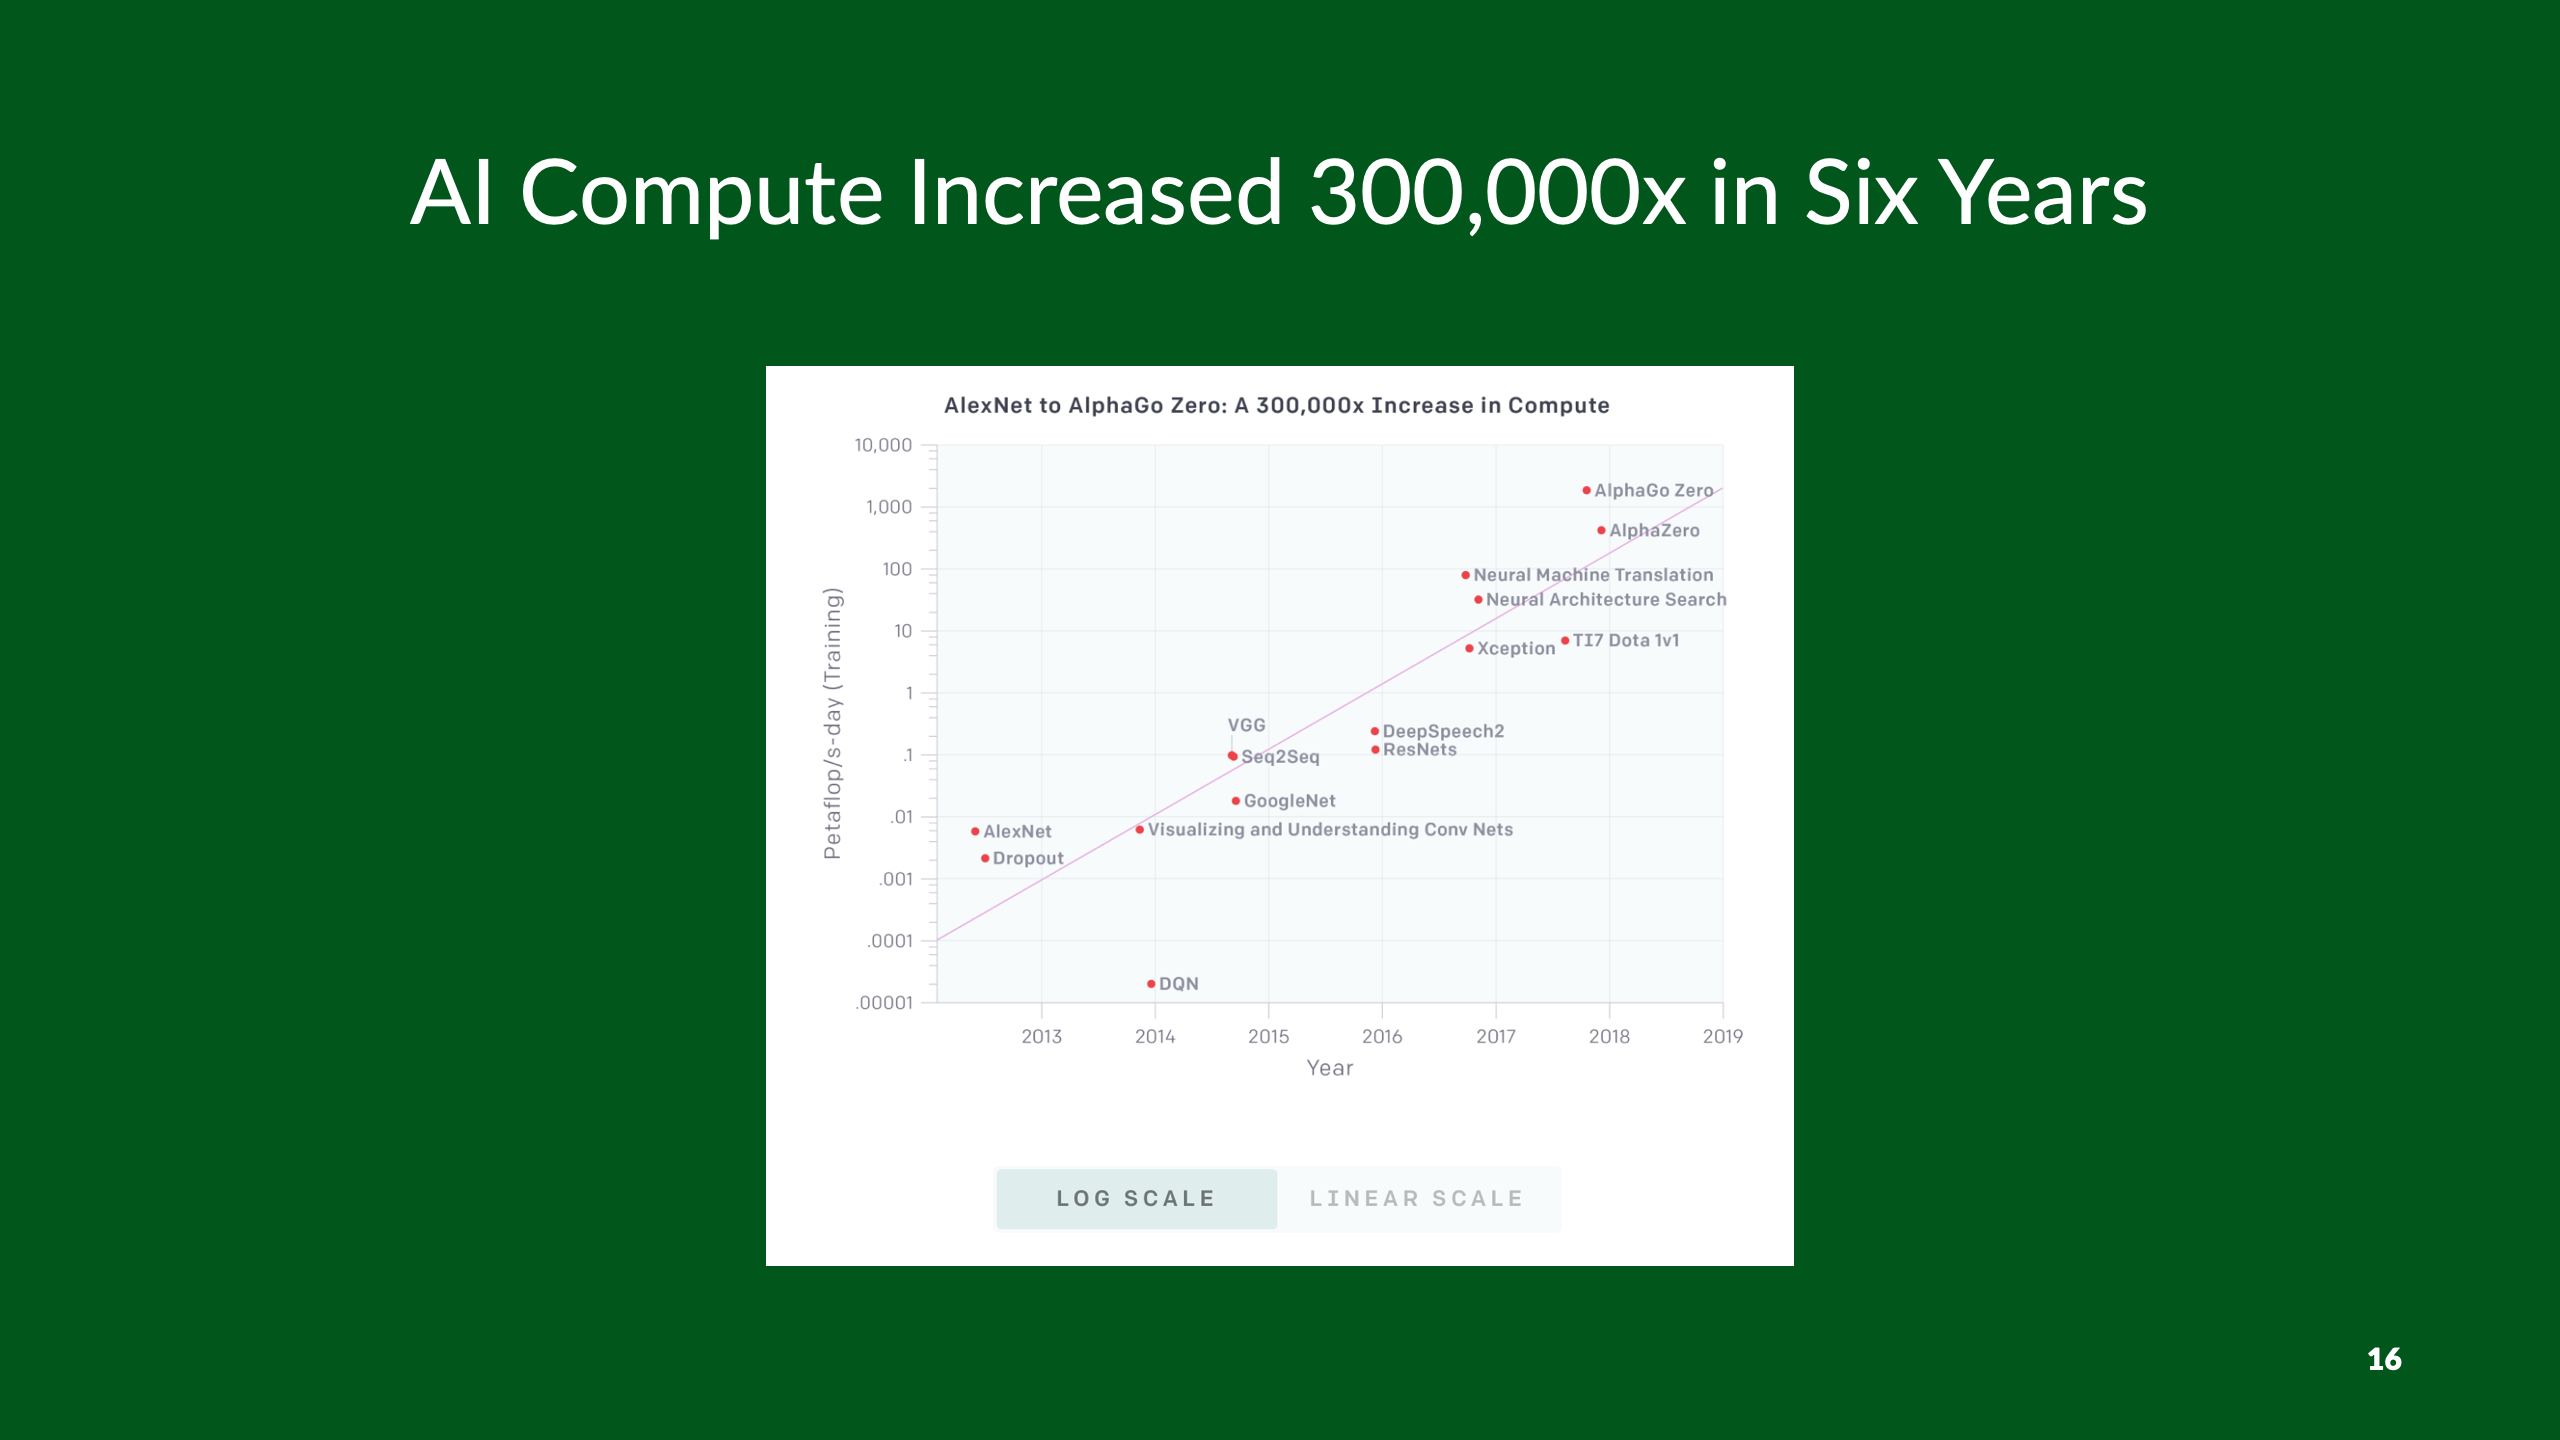 AI Compute Increased 300,000x in Six Years
AlexNet to AlphaGo Zero: A 300,000x Increase in Compute
Petaflop/s-day (Training)
10,000
1,000
100
10
1
.1
.01
.001
.0001
.00001
AlphaGo Zero
AlphaZero
Neural Machine Translation
Neural Architecture Search
TI7 Dota 1v1
Xception
VGG
DeepSpeech2
ResNets
Seq2Seq
GoogleNet
Visualizing and Understanding Conv Nets
AlexNet
Dropout
DQN
2013 2014 2015 2016 2017 2018 2019
Year
LOG SCALE LINEAR SCALE
16